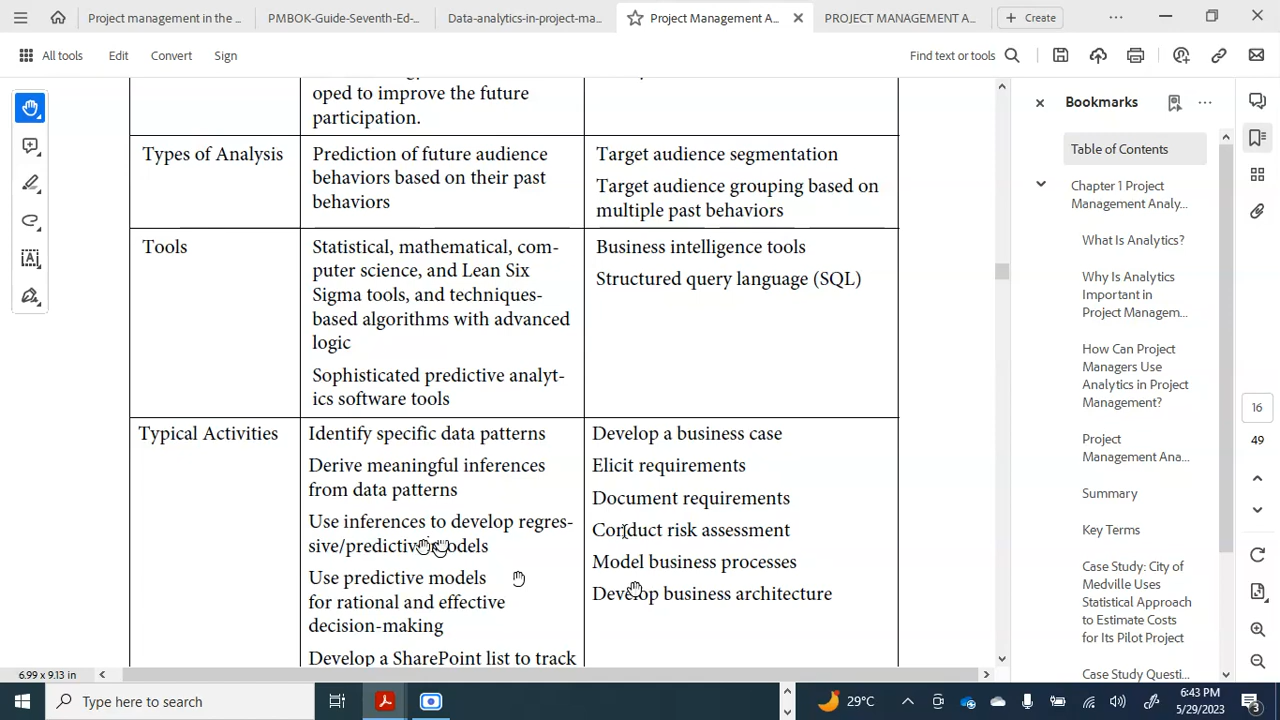 Project management in the ...
PMBOK-Guide-Seventh-Ed-...
Data-analytics-in-project-ma...
Project Management A...
PROJECT MANAGEMENT A...
Create
All tools
Edit
Convert
Sign
Find text or tools
oped to improve the future
participation.
Types of Analysis
Prediction of future audience
behaviors based on their past
behaviors
Target audience segmentation
Target audience grouping based on
multiple past behaviors
Tools
Statistical, mathematical, com-
puter science, and Lean Six
Sigma tools, and techniques-
based algorithms with advanced
logic
Sophisticated predictive analyt-
ics software tools
Business intelligence tools
Structured query language (SQL)
Typical Activities
Identify specific data patterns
Derive meaningful inferences
from data patterns
Use inferences to develop regres-
sive/predictive models
Use predictive models
for rational and effective
decision-making
Develop a SharePoint list to track
Develop a business case
Elicit requirements
Document requirements
Conduct risk assessment
Model business processes
Develop business architecture
Bookmarks
Table of Contents
Chapter 1 Project
Management Analy...
What Is Analytics?
Why Is Analytics
Important in
Project Managem...
How Can Project
Managers Use
Analytics in Project
Management?
Project
Management Ana...
Summary
Key Terms
Case Study: City of
Medville Uses
Statistical Approach
to Estimate Costs
for Its Pilot Project
Case Study Questi...
16
49
6.99 x 9.13 in
Type here to search
29°C
6:43 PM
5/29/2023
3